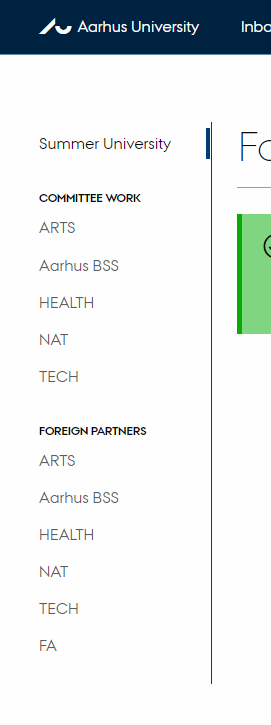 Aarhus University
Summer University
COMMITTEE WORK
ARTS
Aarhus BSS
HEALTH
NAT
TECH
FOREIGN PARTNERS
ARTS
Aarhus BSS
HEALTH
NAT
TECH
FA